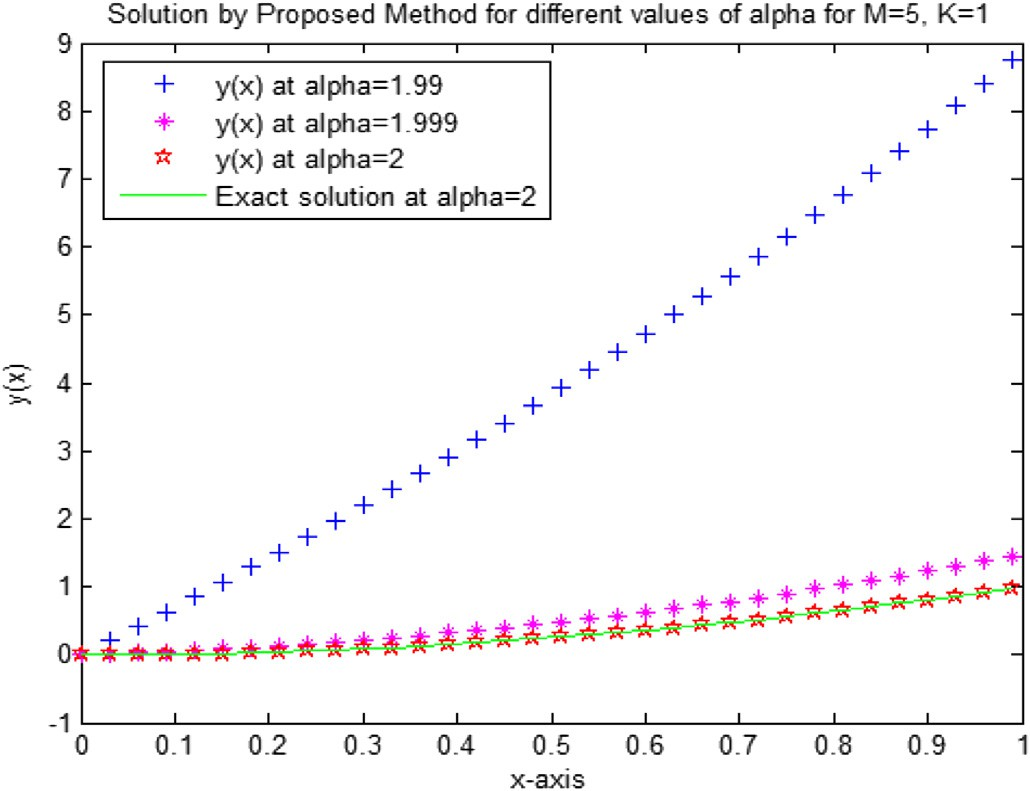 Solution by Proposed Method for different values of alpha for M=5, K=1
9
8
7
6
5
4
3
2
1
0
-1
y(x)
y(x) at alpha=1.99
y(x) at alpha=1.999
y(x) at alpha=2
Exact solution at alpha=2
0 0.1 0.2 0.3 0.4 0.5 0.6 0.7 0.8 0.9 1
x-axis